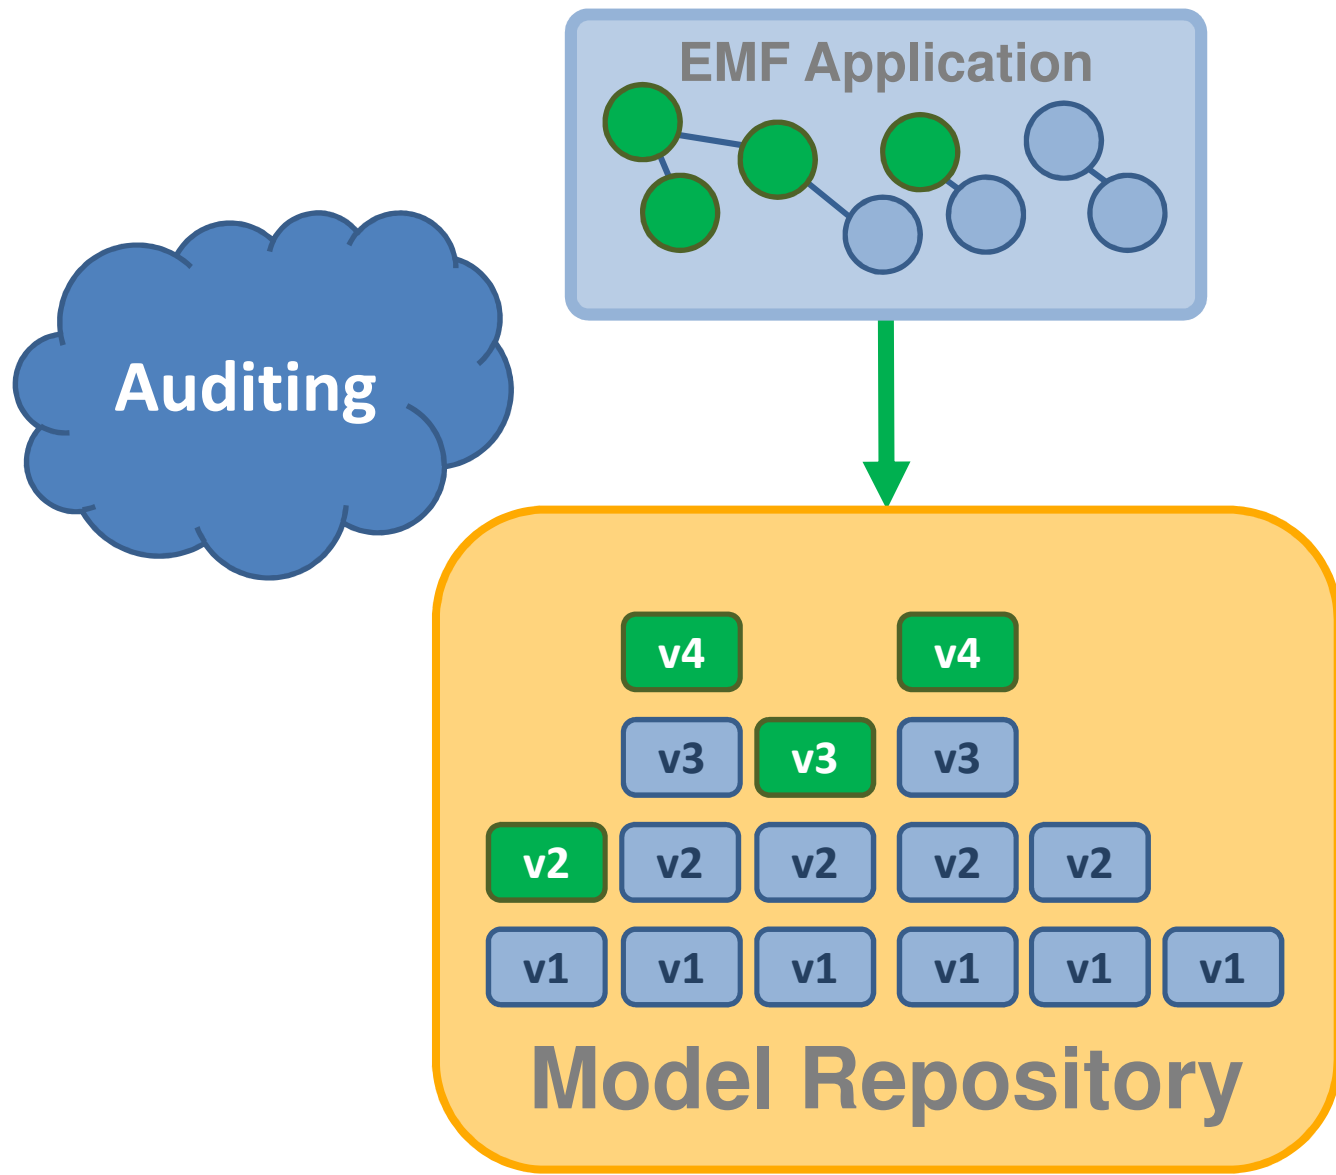 EMF Application
Auditing
v4 v4
v3 v3 v3
v2 v2 v2 v2 v2
v1 v1 v1 v1 v1 v1
Model Repository